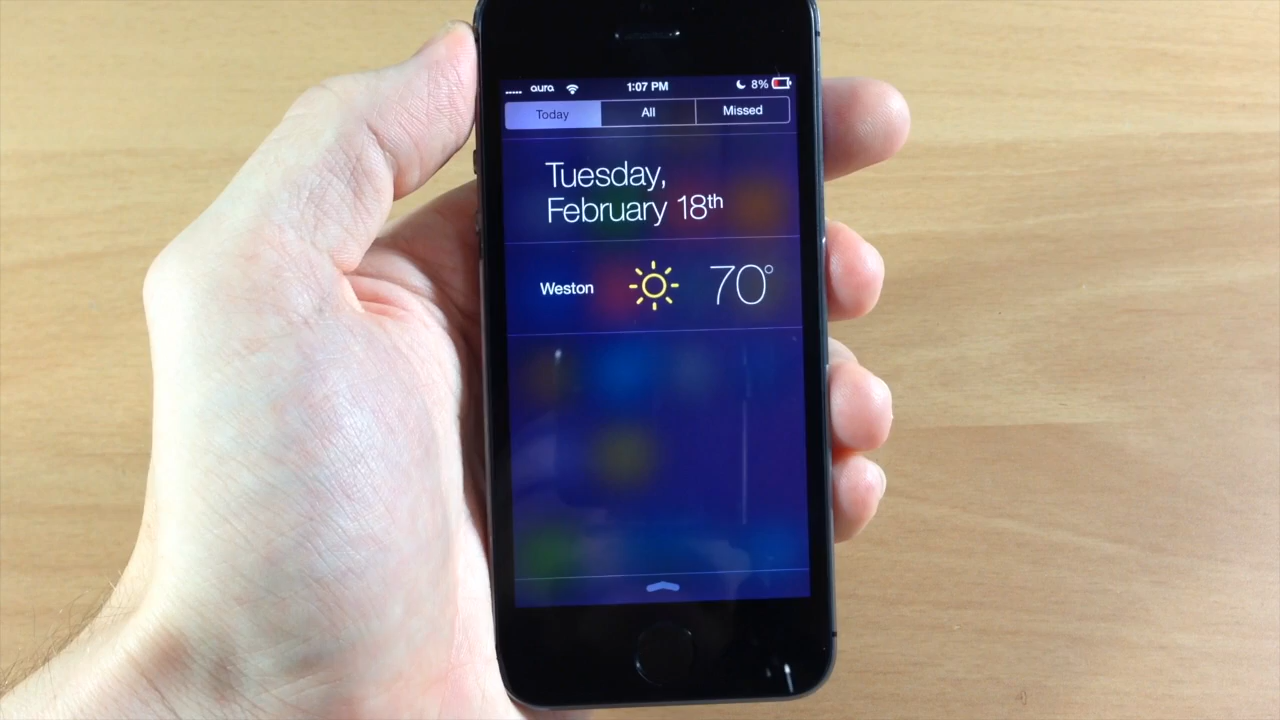 aura 1:07 PM 8%
Today All Missed
Tuesday,
February 18th
Weston 70°